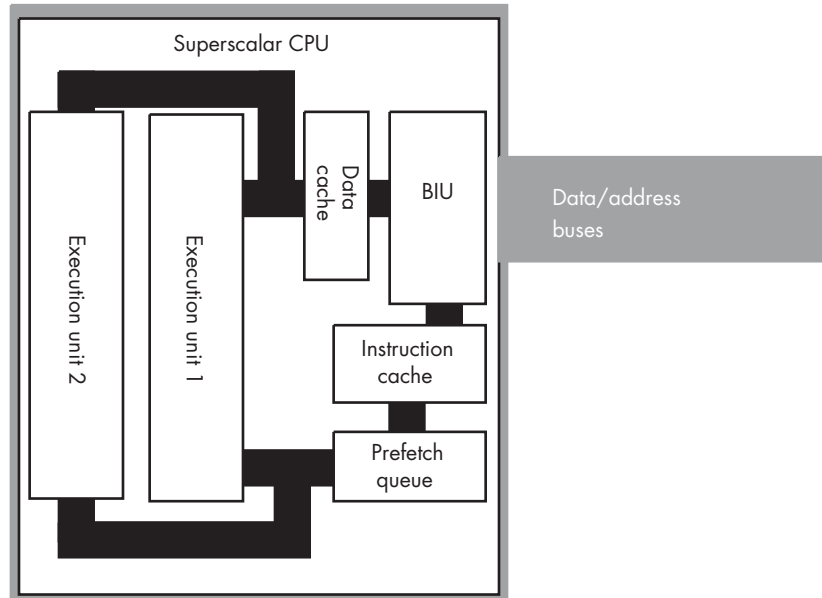 Superscalar CPU
Execution unit 2
Execution unit 1
Data
cache
BIU
Data/address
buses
Instruction
cache
Prefetch
queue